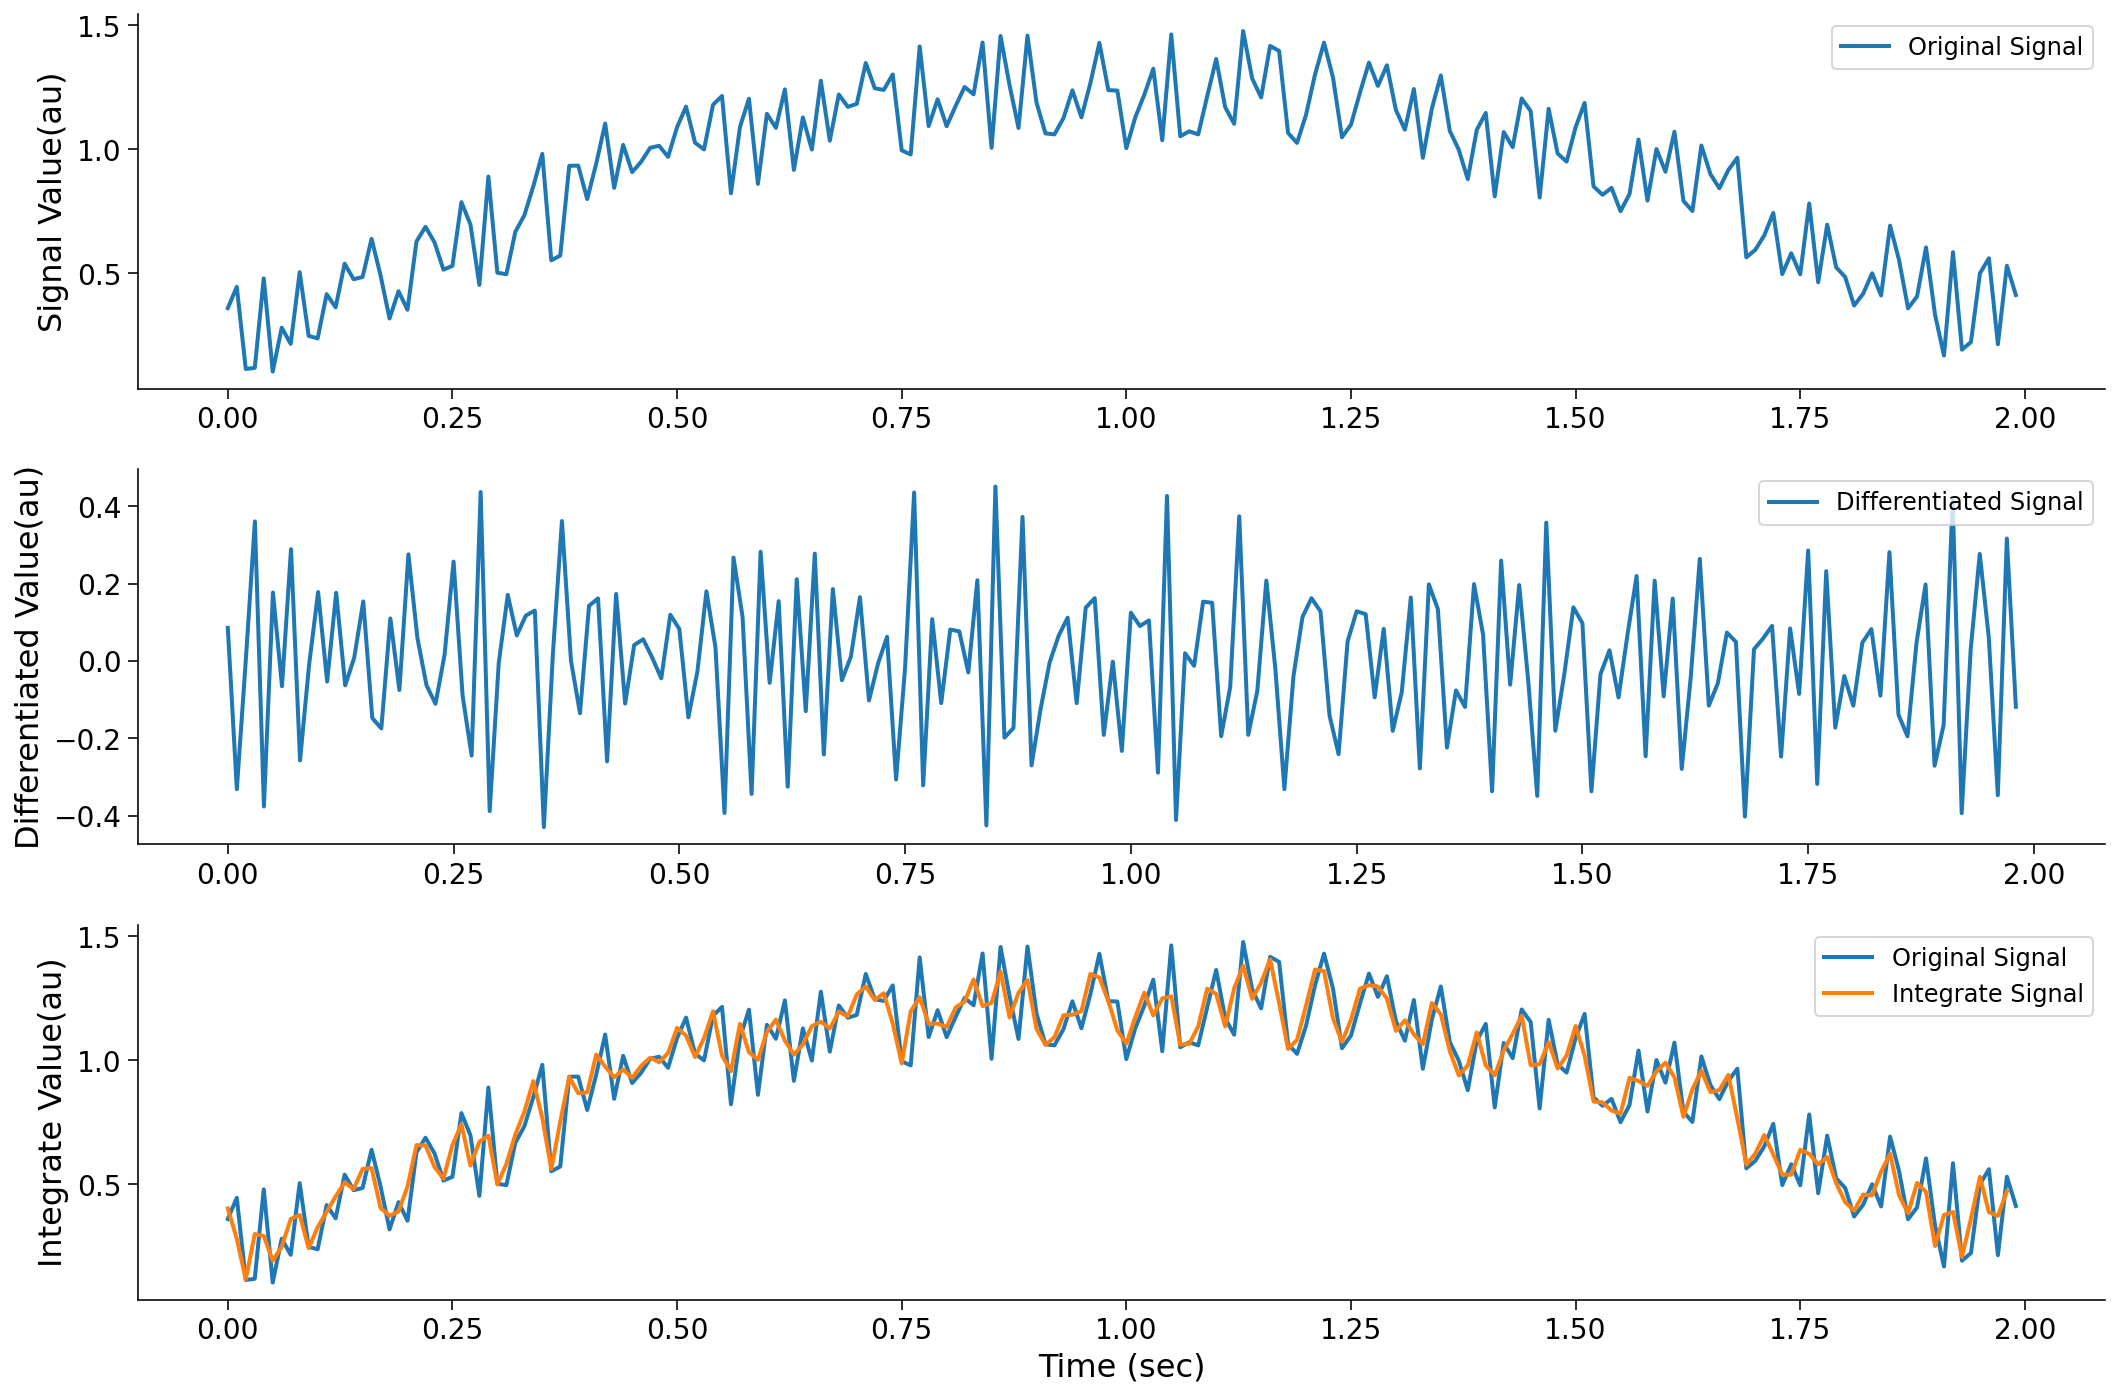 1.5
1.0
0.5
Signal Value(au)
Original Signal
0.00 0.25 0.50 0.75 1.00 1.25 1.50 1.75 2.00
0.4
0.2
0.0
−0.2
−0.4
Differentiated Value(au)
Differentiated Signal
0.00 0.25 0.50 0.75 1.00 1.25 1.50 1.75 2.00
1.5
1.0
0.5
Integrate Value(au)
Original Signal
Integrate Signal
0.00 0.25 0.50 0.75 1.00 1.25 1.50 1.75 2.00
Time (sec)